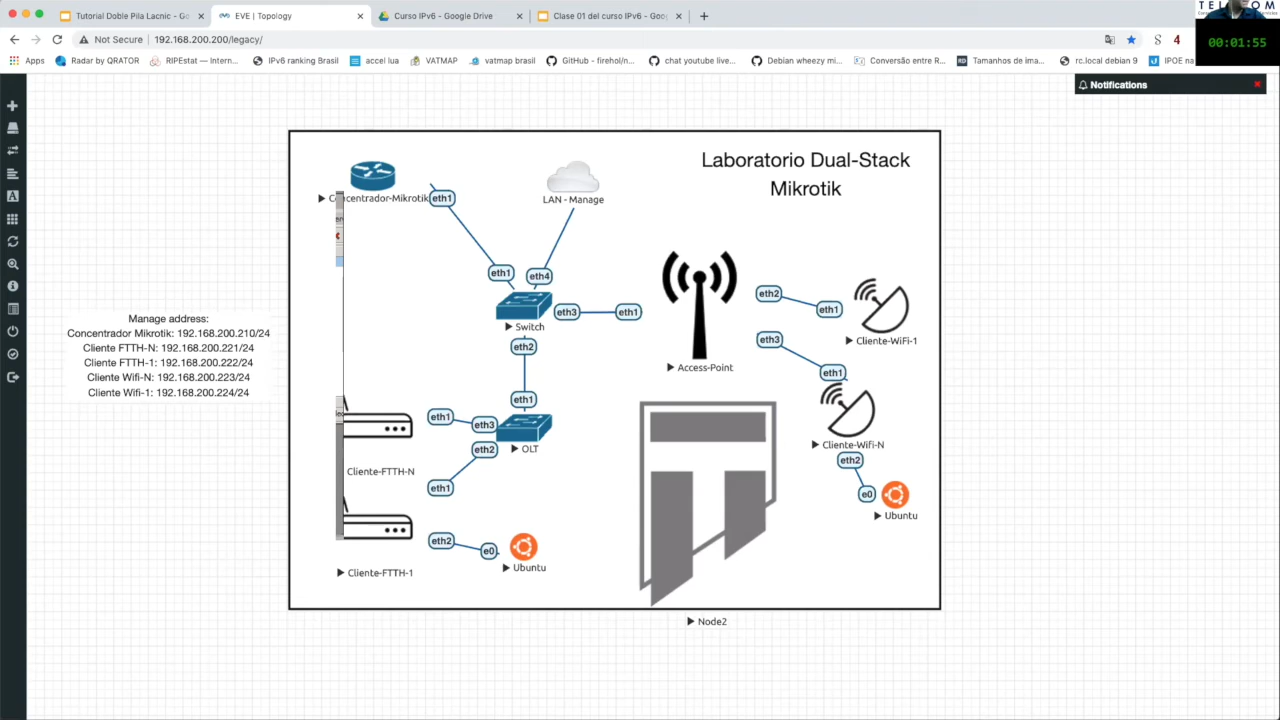 Tutorial Doble Pila Lacnic - Go
EVE | Topology
Curso IPv6 - Google Drive
Clase 01 del curso IPv6 - Goo
TEL COM
Not Secure
192.168.200.200/legacy/
00:01:55
Apps
Radar by QRATOR
RIPEstat — Intern...
IPv6 ranking Brasil
accel lua
VATMAP
vatmap brasil
GitHub - firehol/n...
chat youtube live...
Debian wheezy mi...
Conversão entre R...
Tamanhos de ima...
rc.local debian 9
IPOE na
Notifications
Laboratorio Dual-Stack
Mikrotik
Concentrador-Mikrotik
eth1
LAN - Manage
eth1
eth4
Switch
eth3
eth1
eth2
Access-Point
eth2
eth1
Cliente-WiFi-1
eth3
eth1
Cliente-Wifi-N
eth2
e0
Ubuntu
Manage address:
Concentrador Mikrotik: 192.168.200.210/24
Cliente FTTH-N: 192.168.200.221/24
Cliente FTTH-1: 192.168.200.222/24
Cliente Wifi-N: 192.168.200.223/24
Cliente Wifi-1: 192.168.200.224/24
eth1
eth1
eth3
OLT
eth2
Cliente-FTTH-N
eth1
eth2
e0
Ubuntu
Cliente-FTTH-1
Node2